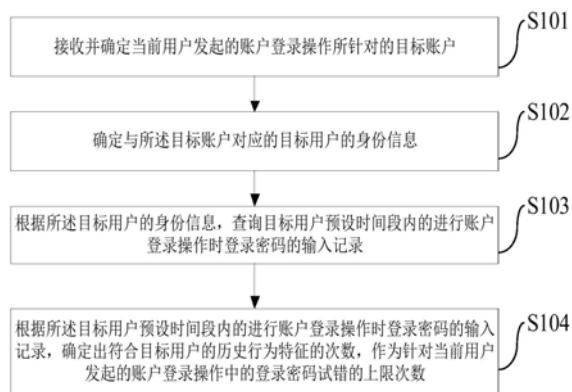 S101
接收并确定当前用户发起的账户登录操作所针对的目标账户
S102
确定与所述目标账户对应的目标用户的身份信息
S103
根据所述目标用户的身份信息，查询目标用户预设时间段内的进行账户
登录操作时登录密码的输入记录
S104
根据所述目标用户预设时间段内的进行账户登录操作时登录密码的输入
记录，确定出符合目标用户的历史行为特征的次数，作为针对当前用户
发起的账户登录操作中的登录密码试错的上限次数